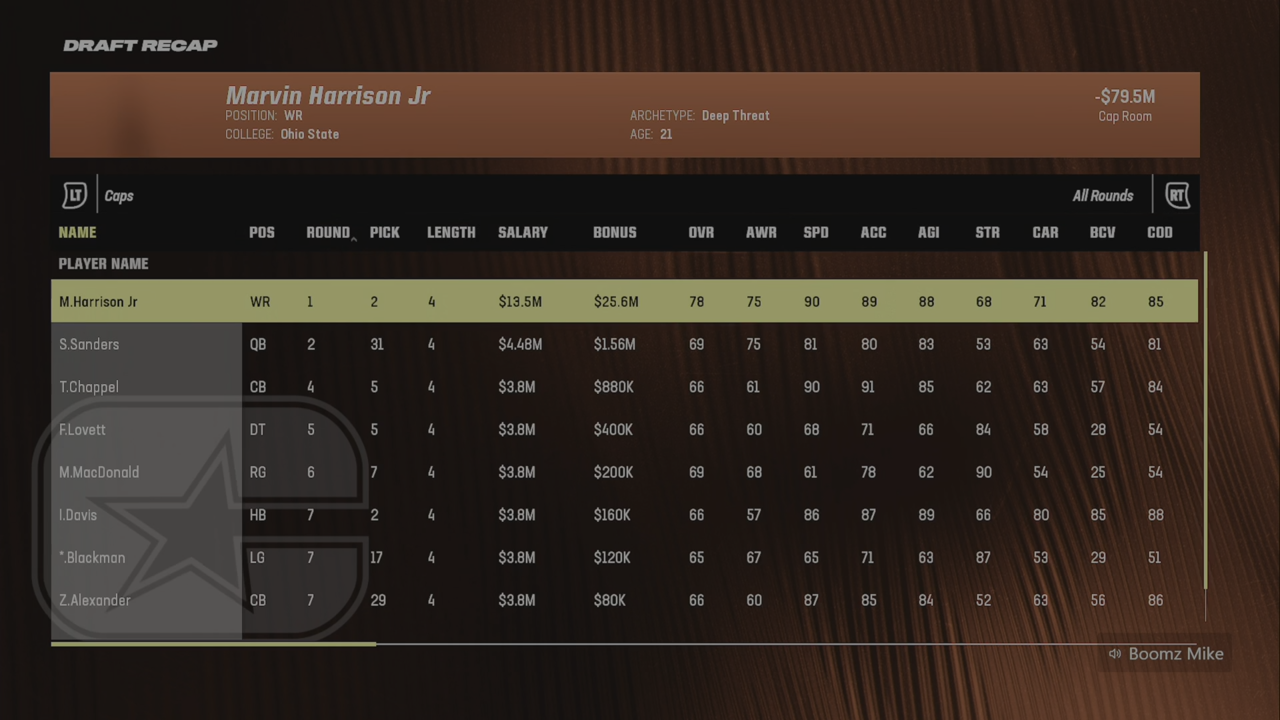 DRAFT RECAP
Marvin Harrison Jr
POSITION: WR
COLLEGE: Ohio State
ARCHETYPE: Deep Threat
AGE: 21
-$79.5M
Cap Room
LT Caps All Rounds RT
NAME POS ROUND PICK LENGTH SALARY BONUS OVR AWR SPD ACC AGI STR CAR BCV COD
PLAYER NAME
M.Harrison Jr WR 1 2 4 $13.5M $25.6M 78 75 90 89 88 68 71 82 85
S.Sanders QB 2 31 4 $4.48M $1.56M 69 75 81 80 83 53 63 54 81
T.Chappel CB 4 5 4 $3.8M $880K 66 61 90 91 85 62 63 57 84
F.Lovett DT 5 5 4 $3.8M $400K 66 60 68 71 66 84 58 28 54
M.MacDonald RG 6 7 4 $3.8M $200K 69 68 61 78 62 90 54 25 54
I.Davis HB 7 2 4 $3.8M $160K 66 57 86 87 89 66 80 85 88
*.Blackman LG 7 17 4 $3.8M $120K 65 67 65 71 63 87 53 29 51
Z.Alexander CB 7 29 4 $3.8M $80K 66 60 87 85 84 52 63 56 86
Boomz Mike